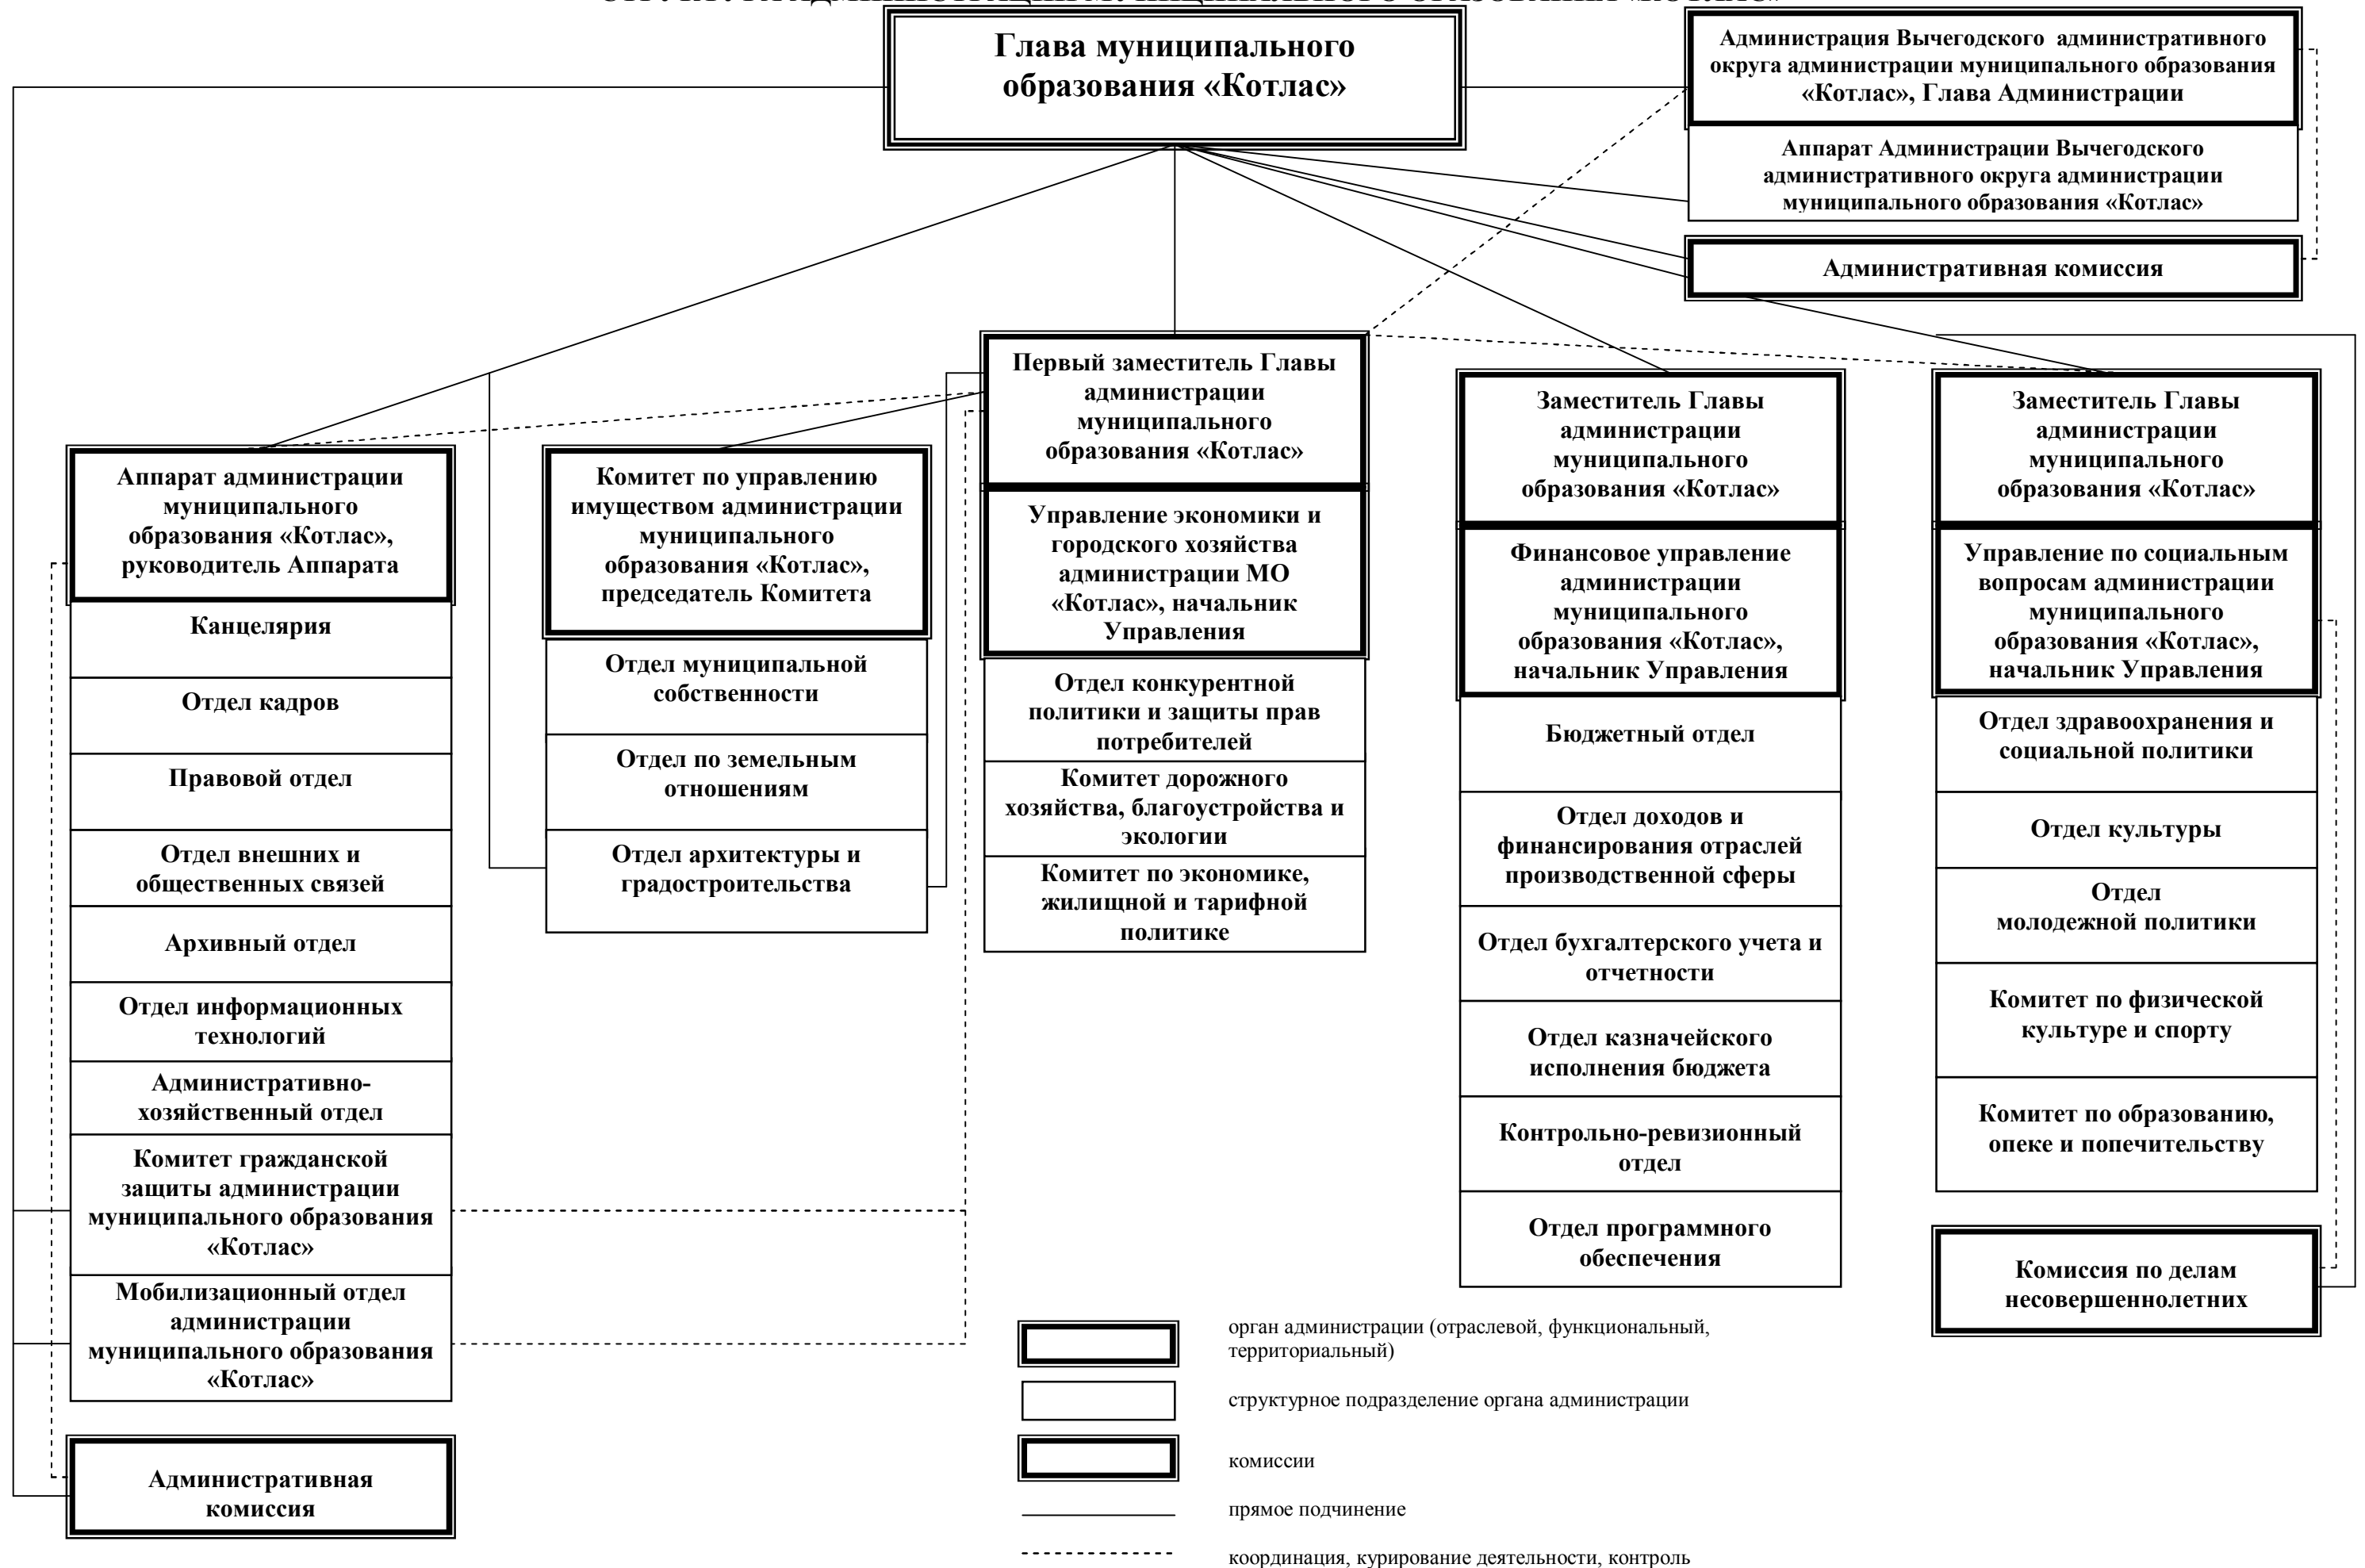 Глава муниципального
образования «Котлас»
Администрация Вычегодского административного
округа администрации муниципального образования
«Котлас», Глава Администрации
Аппарат Администрации Вычегодского
административного округа администрации
муниципального образования «Котлас»
Административная комиссия
Аппарат администрации
муниципального
образования «Котлас»,
руководитель Аппарата
Канцелярия
Отдел кадров
Правовой отдел
Отдел внешних и
общественных связей
Архивный отдел
Отдел информационных
технологий
Административно-
хозяйственный отдел
Комитет гражданской
защиты администрации
муниципального образования
«Котлас»
Мобилизационный отдел
администрации
муниципального образования
«Котлас»
Административная
комиссия
Комитет по управлению
имуществом администрации
муниципального
образования «Котлас»,
председатель Комитета
Отдел муниципальной
собственности
Отдел по земельным
отношениям
Отдел архитектуры и
градостроительства
Первый заместитель Главы
администрации
муниципального
образования «Котлас»
Управление экономики и
городского хозяйства
администрации МО
«Котлас», начальник
Управления
Отдел конкурентной
политики и защиты прав
потребителей
Комитет дорожного
хозяйства, благоустройства и
экологии
Комитет по экономике,
жилищной и тарифной
политике
Заместитель Главы
администрации
муниципального
образования «Котлас»
Финансовое управление
администрации
муниципального
образования «Котлас»,
начальник Управления
Бюджетный отдел
Отдел доходов и
финансирования отраслей
производственной сферы
Отдел бухгалтерского учета и
отчетности
Отдел казначейского
исполнения бюджета
Контрольно-ревизионный
отдел
Отдел программного
обеспечения
Заместитель Главы
администрации
муниципального
образования «Котлас»
Управление по социальным
вопросам администрации
муниципального
образования «Котлас»,
начальник Управления
Отдел здравоохранения и
социальной политики
Отдел культуры
Отдел
молодежной политики
Комитет по физической
культуре и спорту
Комитет по образованию,
опеке и попечительству
Комиссия по делам
несовершеннолетних
орган администрации (отраслевой, функциональный,
территориальный)
структурное подразделение органа администрации
комиссии
прямое подчинение
координация, курирование деятельности, контроль